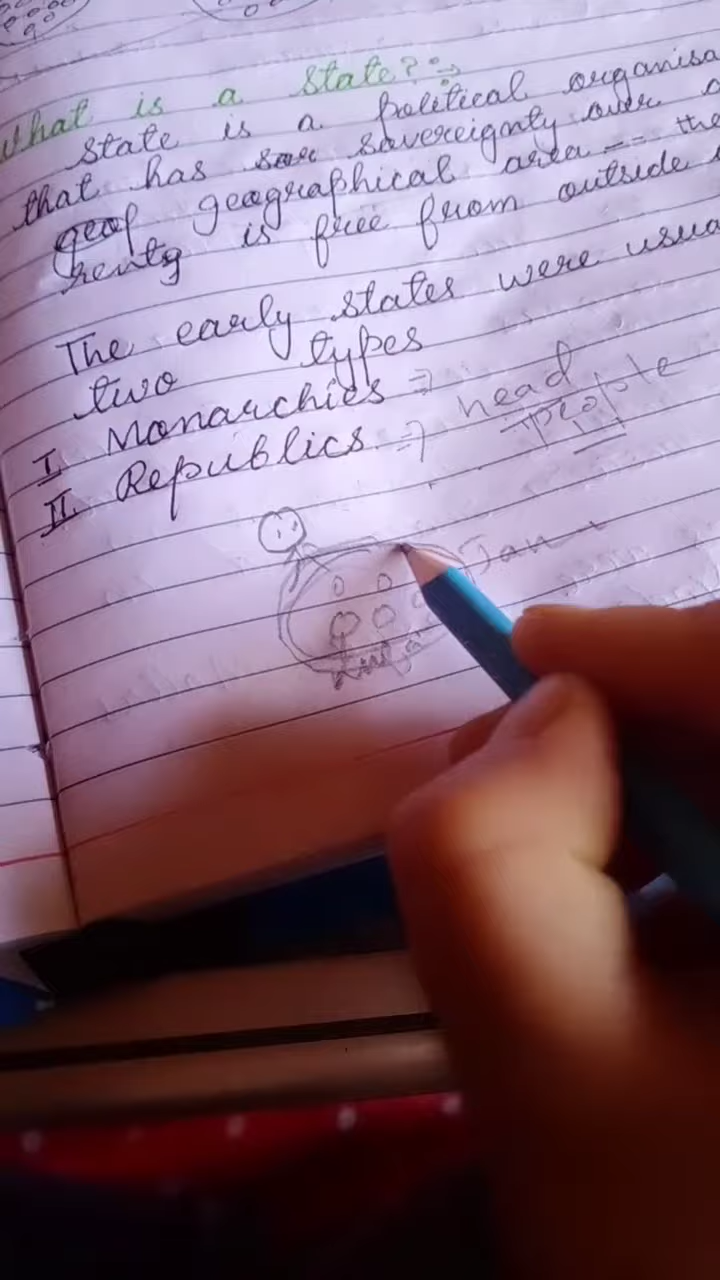 What is a State?:⇒
State is a political organisa
that has sovereignty over
geographical area -- the
is free from outside
The early states were usua
two types
I. Monarchies ⇒ head
II. Republics ⇒ people
Jan